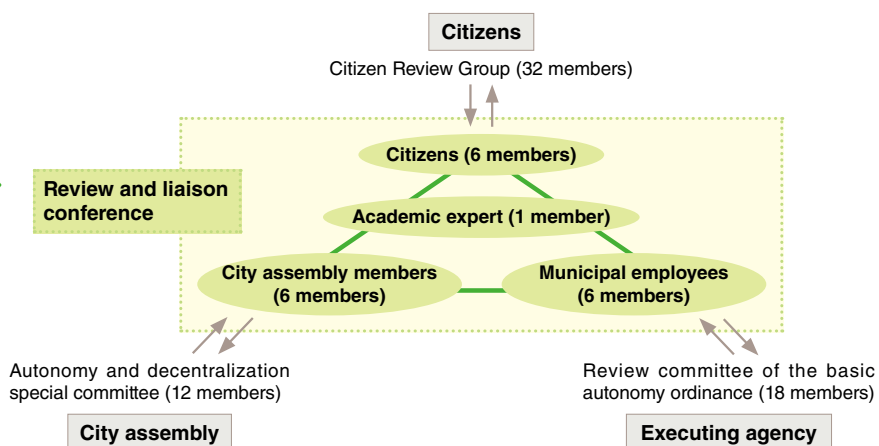 Citizens
Citizen Review Group (32 members)
Citizens (6 members)
Review and liaison
conference
Academic expert (1 member)
City assembly members
(6 members)
Municipal employees
(6 members)
Autonomy and decentralization
special committee (12 members)
City assembly
Review committee of the basic
autonomy ordinance (18 members)
Executing agency